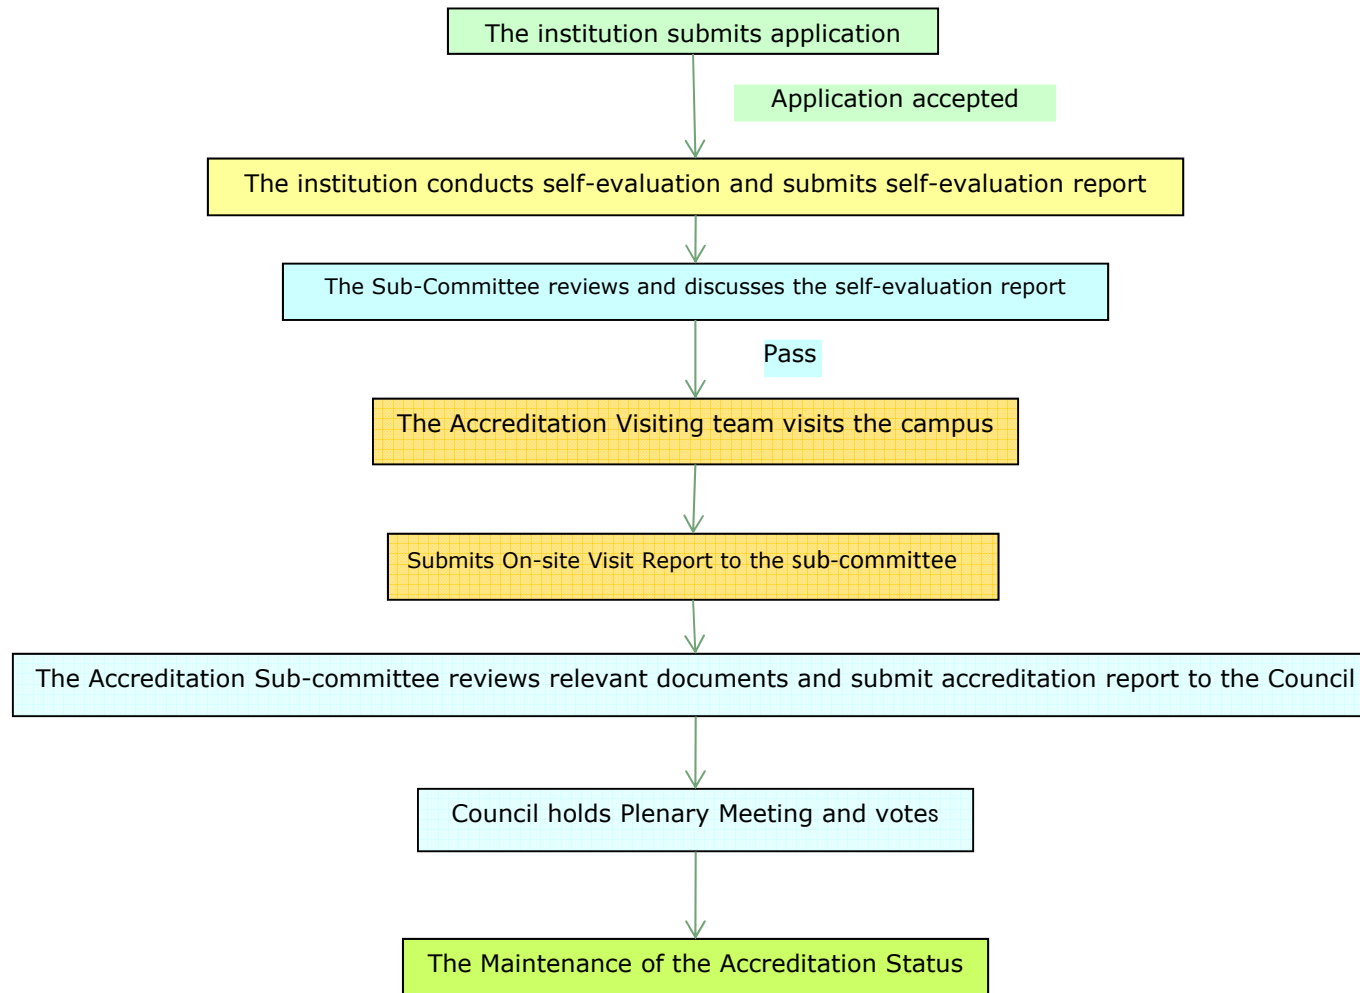 The institution submits application
Application accepted
The institution conducts self-evaluation and submits self-evaluation report
The Sub-Committee reviews and discusses the self-evaluation report
Pass
The Accreditation Visiting team visits the campus
Submits On-site Visit Report to the sub-committee
The Accreditation Sub-committee reviews relevant documents and submit accreditation report to the Council
Council holds Plenary Meeting and votes
The Maintenance of the Accreditation Status